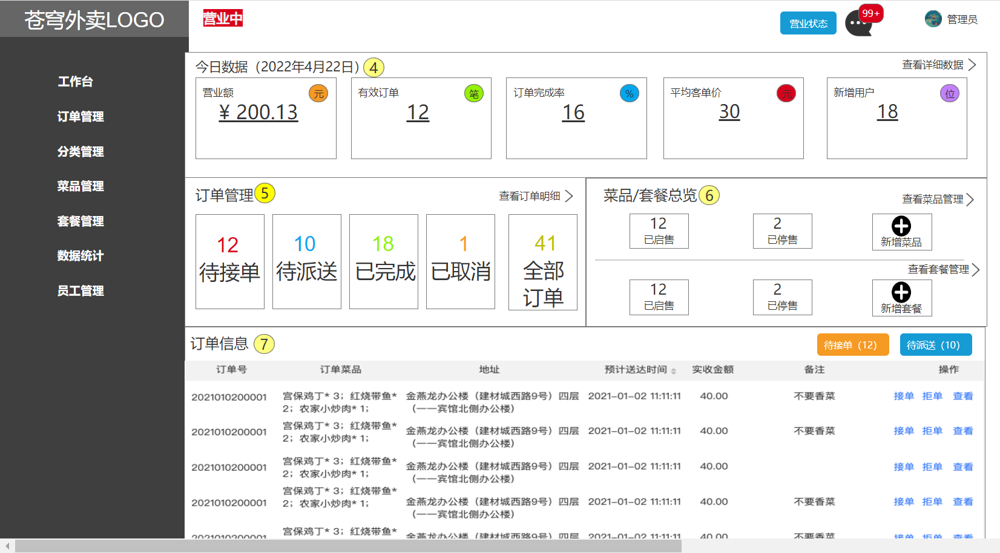 苍穹外卖LOGO
营业中
营业状态
99+
管理员
工作台
订单管理
分类管理
菜品管理
套餐管理
数据统计
员工管理
今日数据（2022年4月22日）
4
查看详细数据
营业额
元
¥ 200.13
有效订单
笔
12
订单完成率
%
16
平均客单价
元
30
新增用户
位
18
订单管理
5
查看订单明细
12
待接单
10
待派送
18
已完成
1
已取消
41
全部
订单
菜品/套餐总览
6
查看菜品管理
12
已启售
2
已停售
新增菜品
查看套餐管理
12
已启售
2
已停售
新增套餐
订单信息
7
待接单（12）
待派送（10）
订单号 订单菜品 地址 预计送达时间 实收金额 备注 操作
2021010200001 宫保鸡丁* 3；红烧带鱼* 金燕龙办公楼（建材城西路9号）四层 2021-01-02 11:11:11 40.00 不要香菜 接单 拒单 查看
2；农家小炒肉* 1； （一一宾馆北侧办公楼）
2021010200001 宫保鸡丁* 3；红烧带鱼* 金燕龙办公楼（建材城西路9号）四层 2021-01-02 11:11:11 40.00 不要香菜 接单 拒单 查看
2；农家小炒肉* 1； （一一宾馆北侧办公楼）
2021010200001 宫保鸡丁* 3；红烧带鱼* 金燕龙办公楼（建材城西路9号）四层 2021-01-02 11:11:11 40.00 接单 拒单 查看
2；农家小炒肉* 1； （一一宾馆北侧办公楼）
2021010200001 宫保鸡丁* 3；红烧带鱼* 金燕龙办公楼（建材城西路9号）四层 2021-01-02 11:11:11 40.00 不要香菜 接单 拒单 查看
2；农家小炒肉* 1； （一一宾馆北侧办公楼）
2021010200001 宫保鸡丁* 3；红烧带鱼* 金燕龙办公楼（建材城西路9号）四层 2021-01-02 11:11:11 40.00 不要香菜 接单 拒单 查看